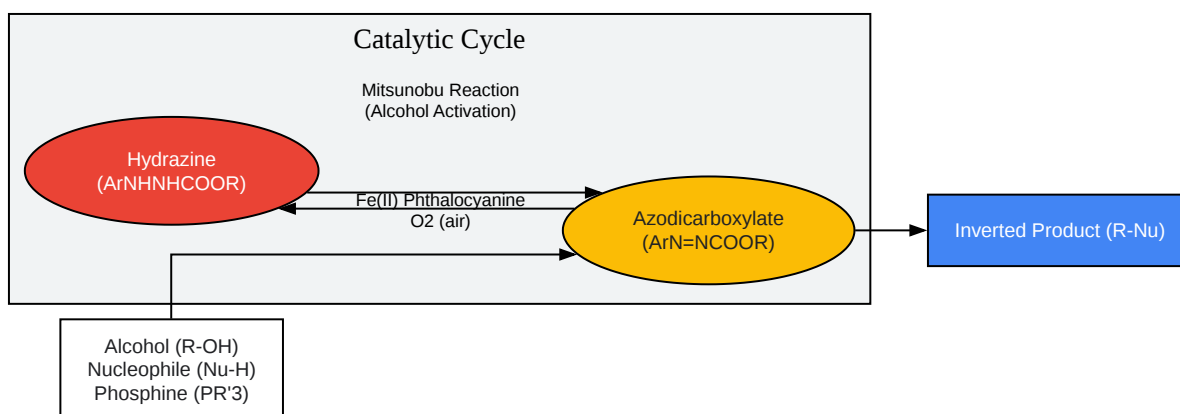 Catalytic Cycle
Mitsunobu Reaction
(Alcohol Activation)
Hydrazine
(ArNHNHCOOR)
Fe(II) Phthalocyanine
O2 (air)
Azodicarboxylate
(ArN=NCOOR)
Inverted Product (R-Nu)
Alcohol (R-OH)
Nucleophile (Nu-H)
Phosphine (PR'3)